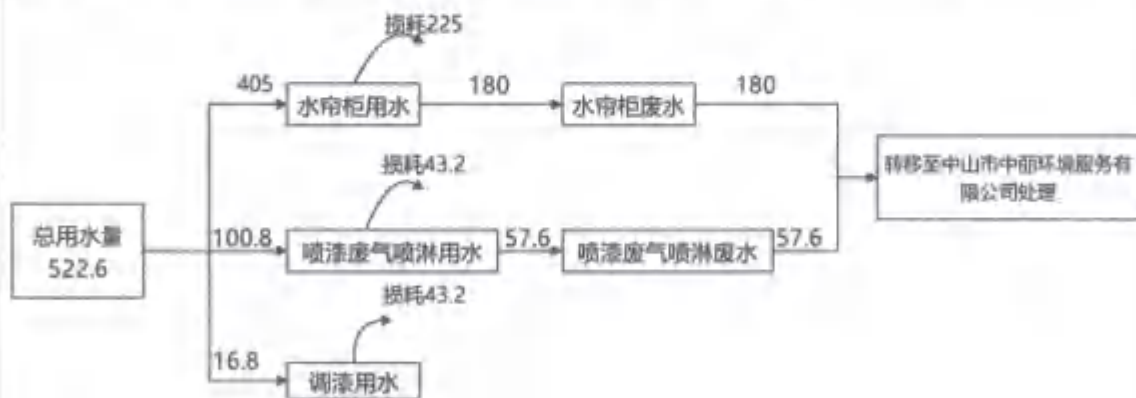 损耗225
405
水帘柜用水
180
水帘柜废水
180
转移至中山市中丽环境服务有
限公司处理
损耗43.2
总用水量
522.6
100.8
喷漆废气喷淋用水
57.6
喷漆废气喷淋废水
57.6
损耗43.2
16.8
调漆用水